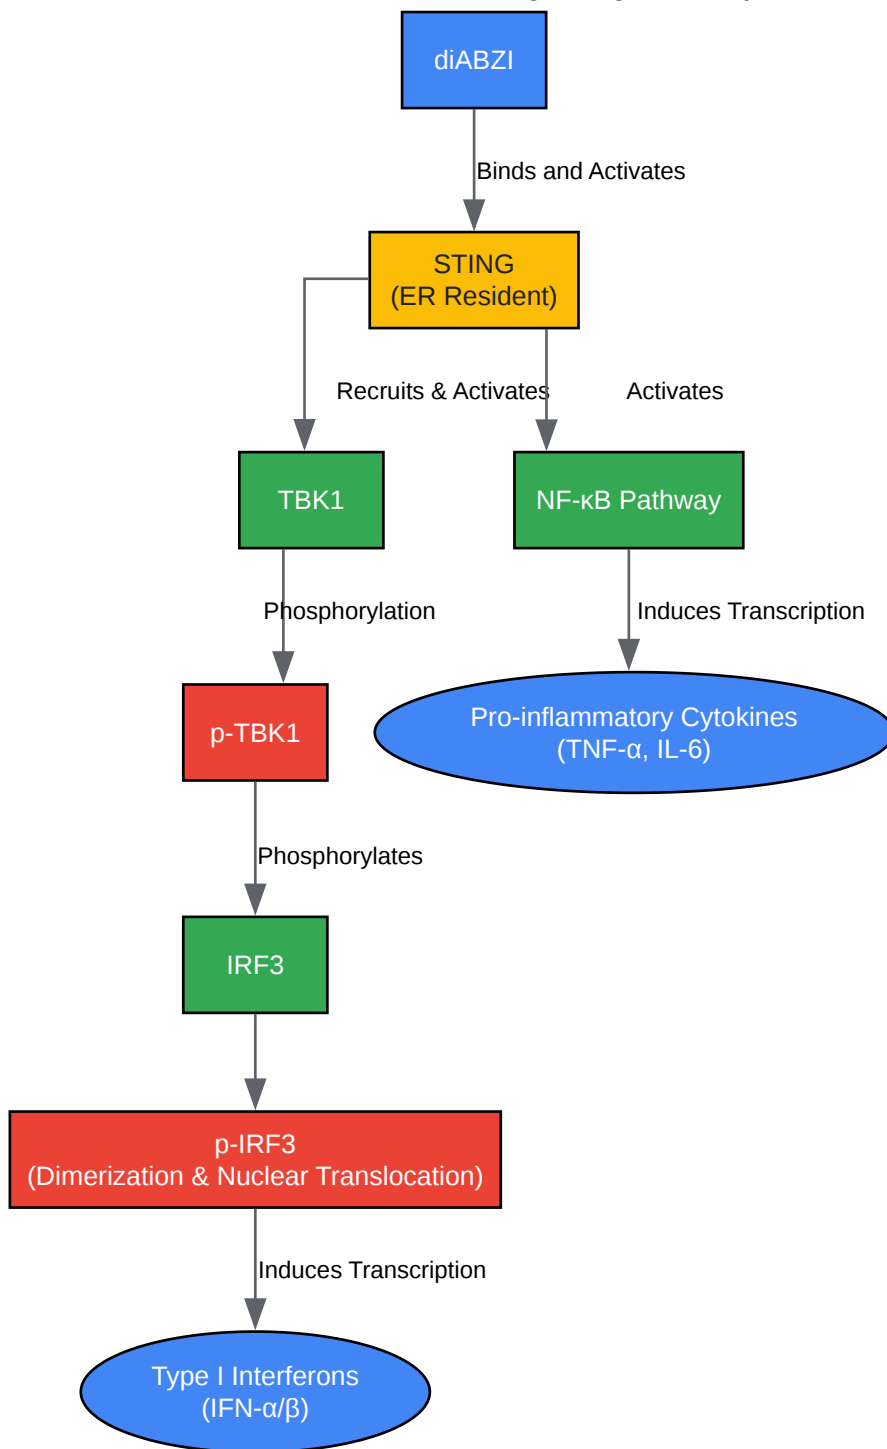 diABZI
Binds and Activates
STING
(ER Resident)
Recruits & Activates
Activates
TBK1
NF-κB Pathway
Phosphorylation
Induces Transcription
p-TBK1
Pro-inflammatory Cytokines
(TNF-α, IL-6)
Phosphorylates
IRF3
p-IRF3
(Dimerization & Nuclear Translocation)
Induces Transcription
Type I Interferons
(IFN-α/β)